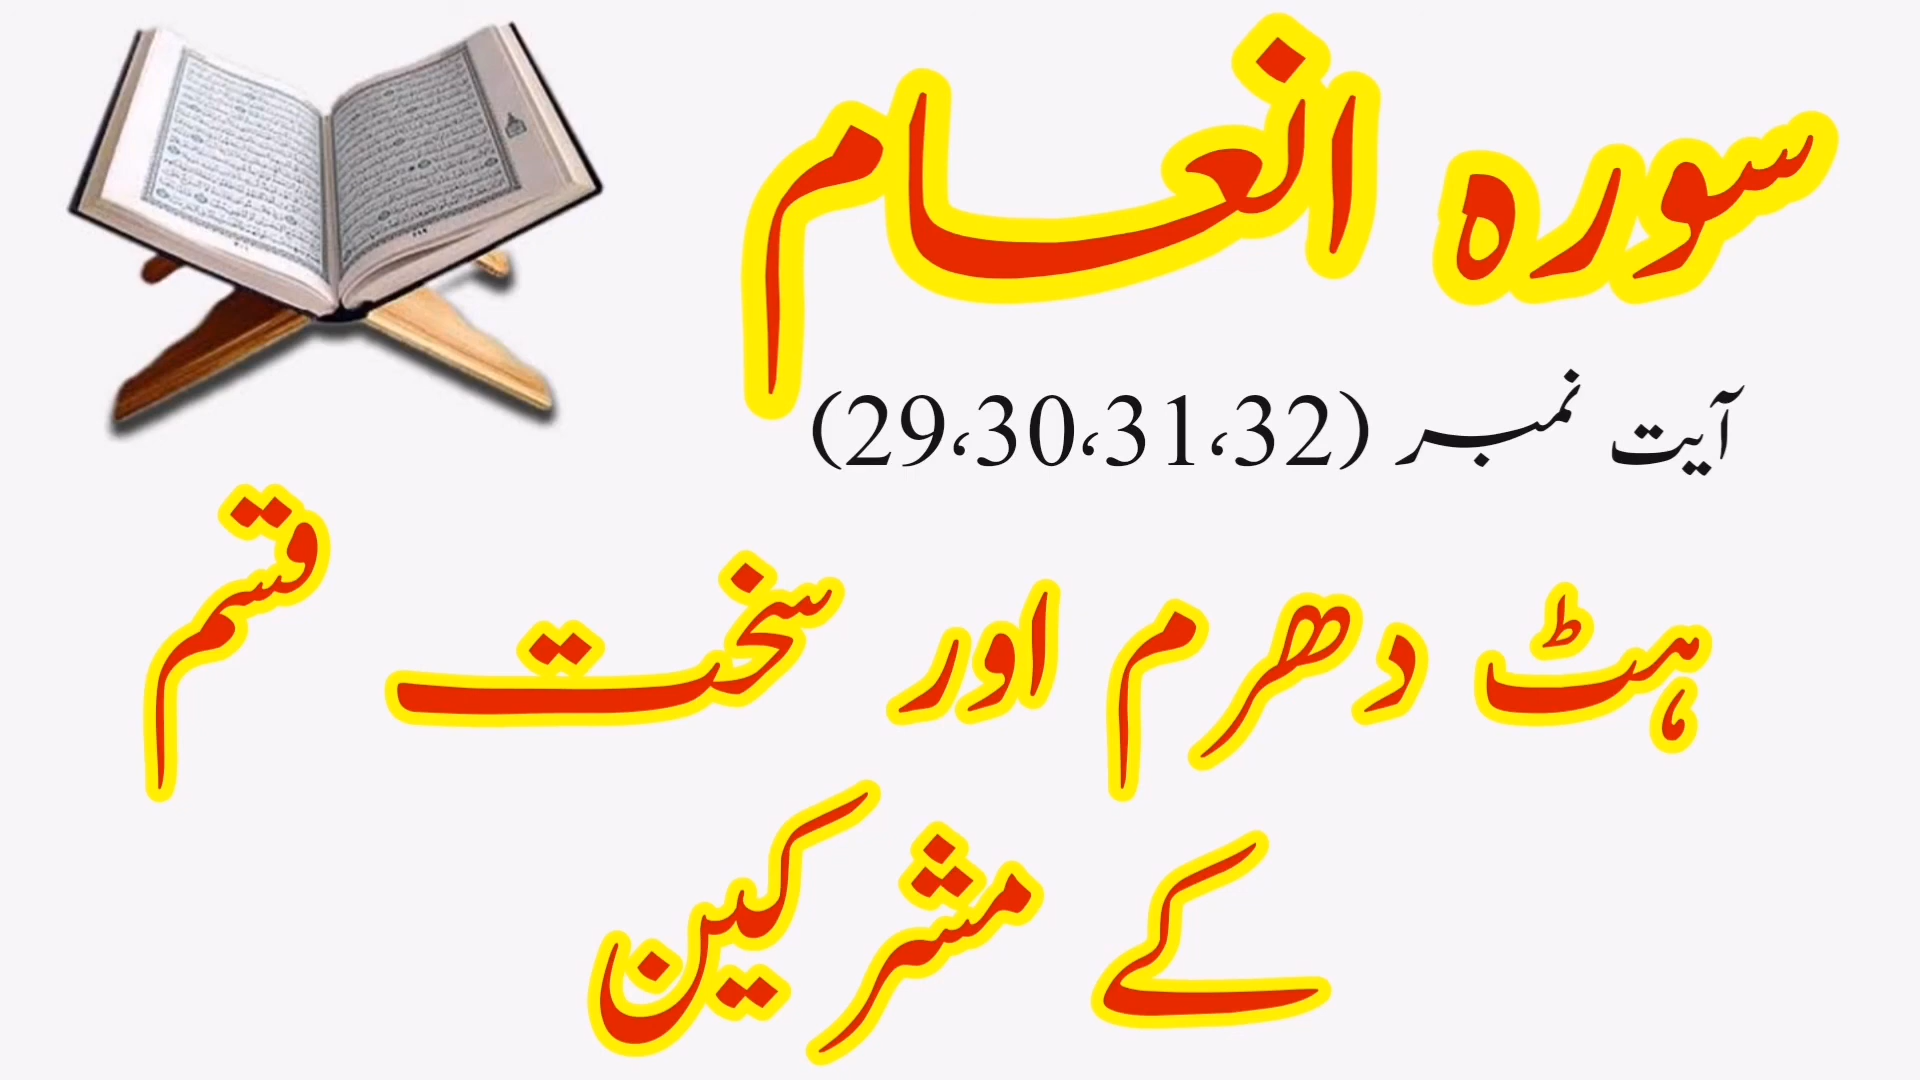 سورہ انعام
آیت نمبر (29،30،31،32)
ہٹ دھرم اور سخت قسم
کے مشرکین